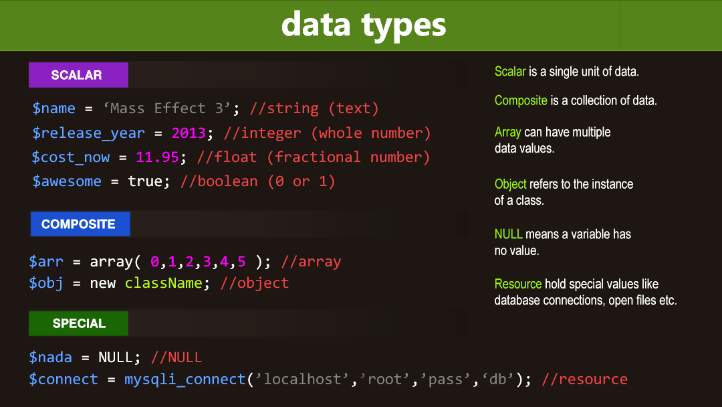 data types
SCALAR
$name = ‘Mass Effect 3’; //string (text)
$release_year = 2013; //integer (whole number)
$cost_now = 11.95; //float (fractional number)
$awesome = true; //boolean (0 or 1)
COMPOSITE
$arr = array( 0,1,2,3,4,5 ); //array
$obj = new className; //object
SPECIAL
$nada = NULL; //NULL
$connect = mysqli_connect(’localhost’,’root’,’pass’,‘db’); //resource
Scalar is a single unit of data.
Composite is a collection of data.
Array can have multiple
data values.
Object refers to the instance
of a class.
NULL means a variable has
no value.
Resource hold special values like
database connections, open files etc.